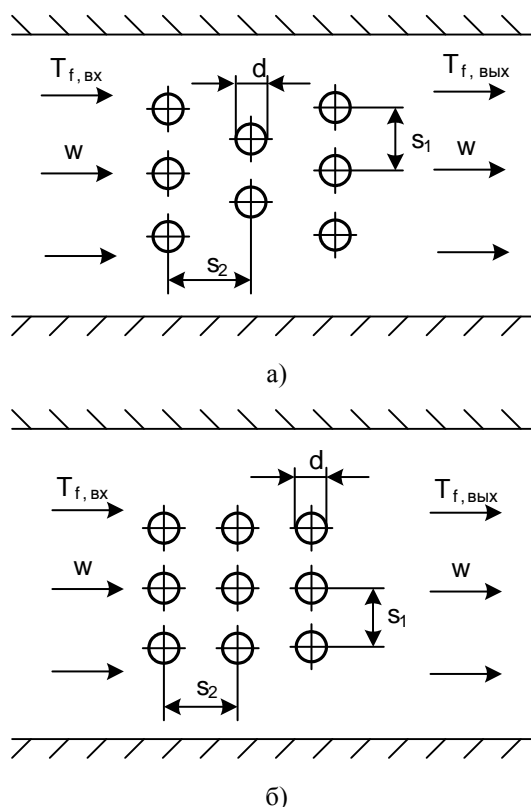 T f, вх d T f, вых
w s1 w
s2
а)
d
T f, вх T f, вых
w s1 w
s2
б)